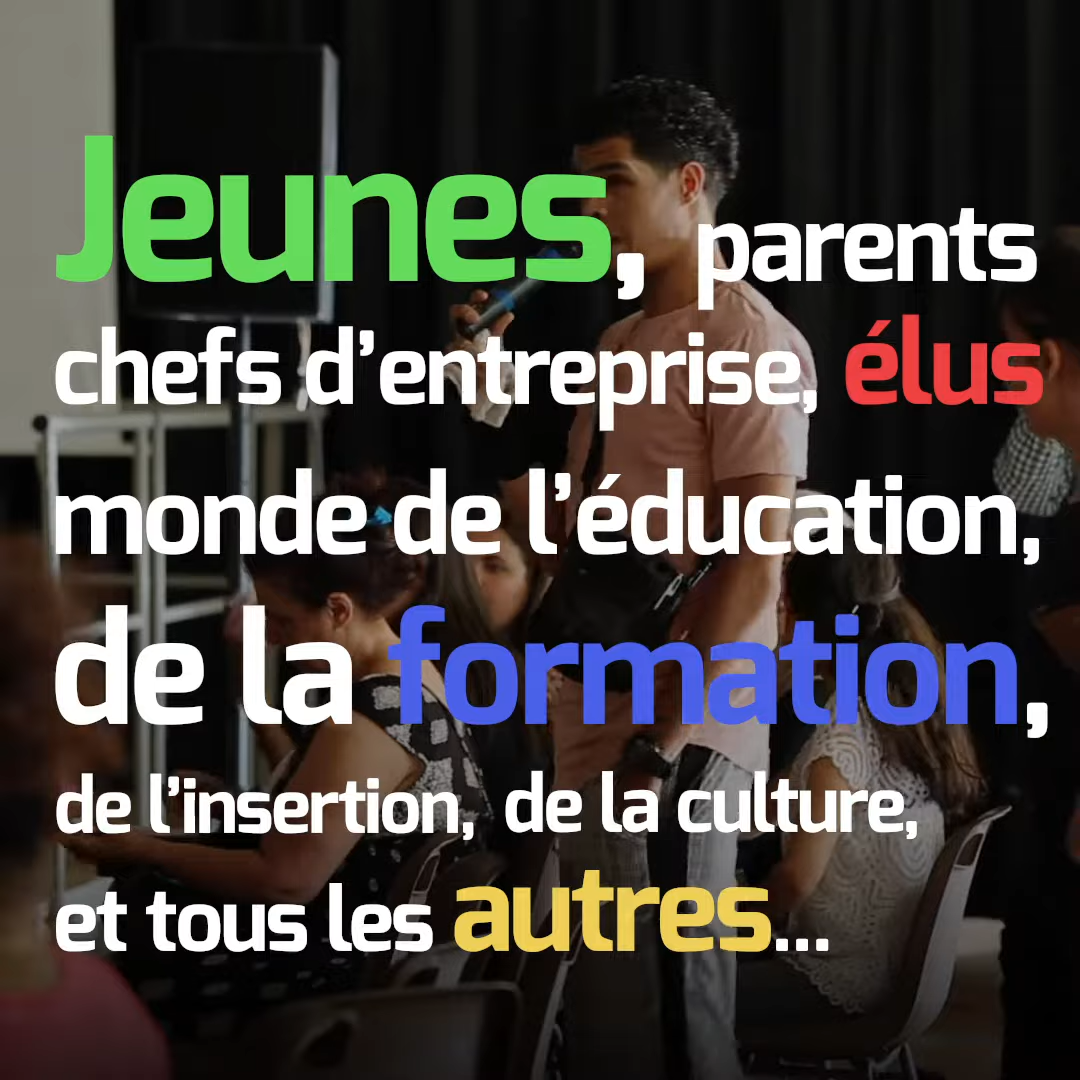 Jeunes, parents
chefs d’entreprise, élus
monde de l’éducation,
de la formation,
de l’insertion, de la culture,
et tous les autres...